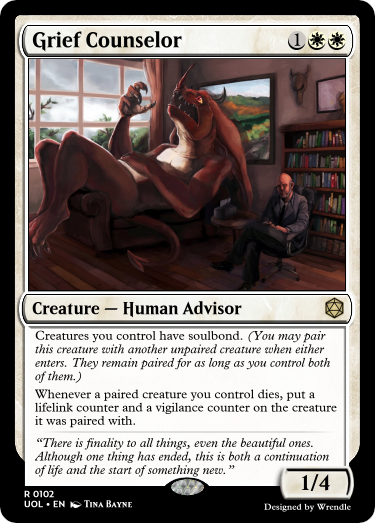 Grief Counselor
1
Creature — Human Advisor
Creatures you control have soulbond. (You may pair
this creature with another unpaired creature when either
enters. They remain paired for as long as you control both
of them.)
Whenever a paired creature you control dies, put a
lifelink counter and a vigilance counter on the creature
it was paired with.
“There is finality to all things, even the beautiful ones.
Although one thing has ended, this is both a continuation
of life and the start of something new.”
1/4
R 0102
UOL • EN Tina Bayne
Designed by Wrendle